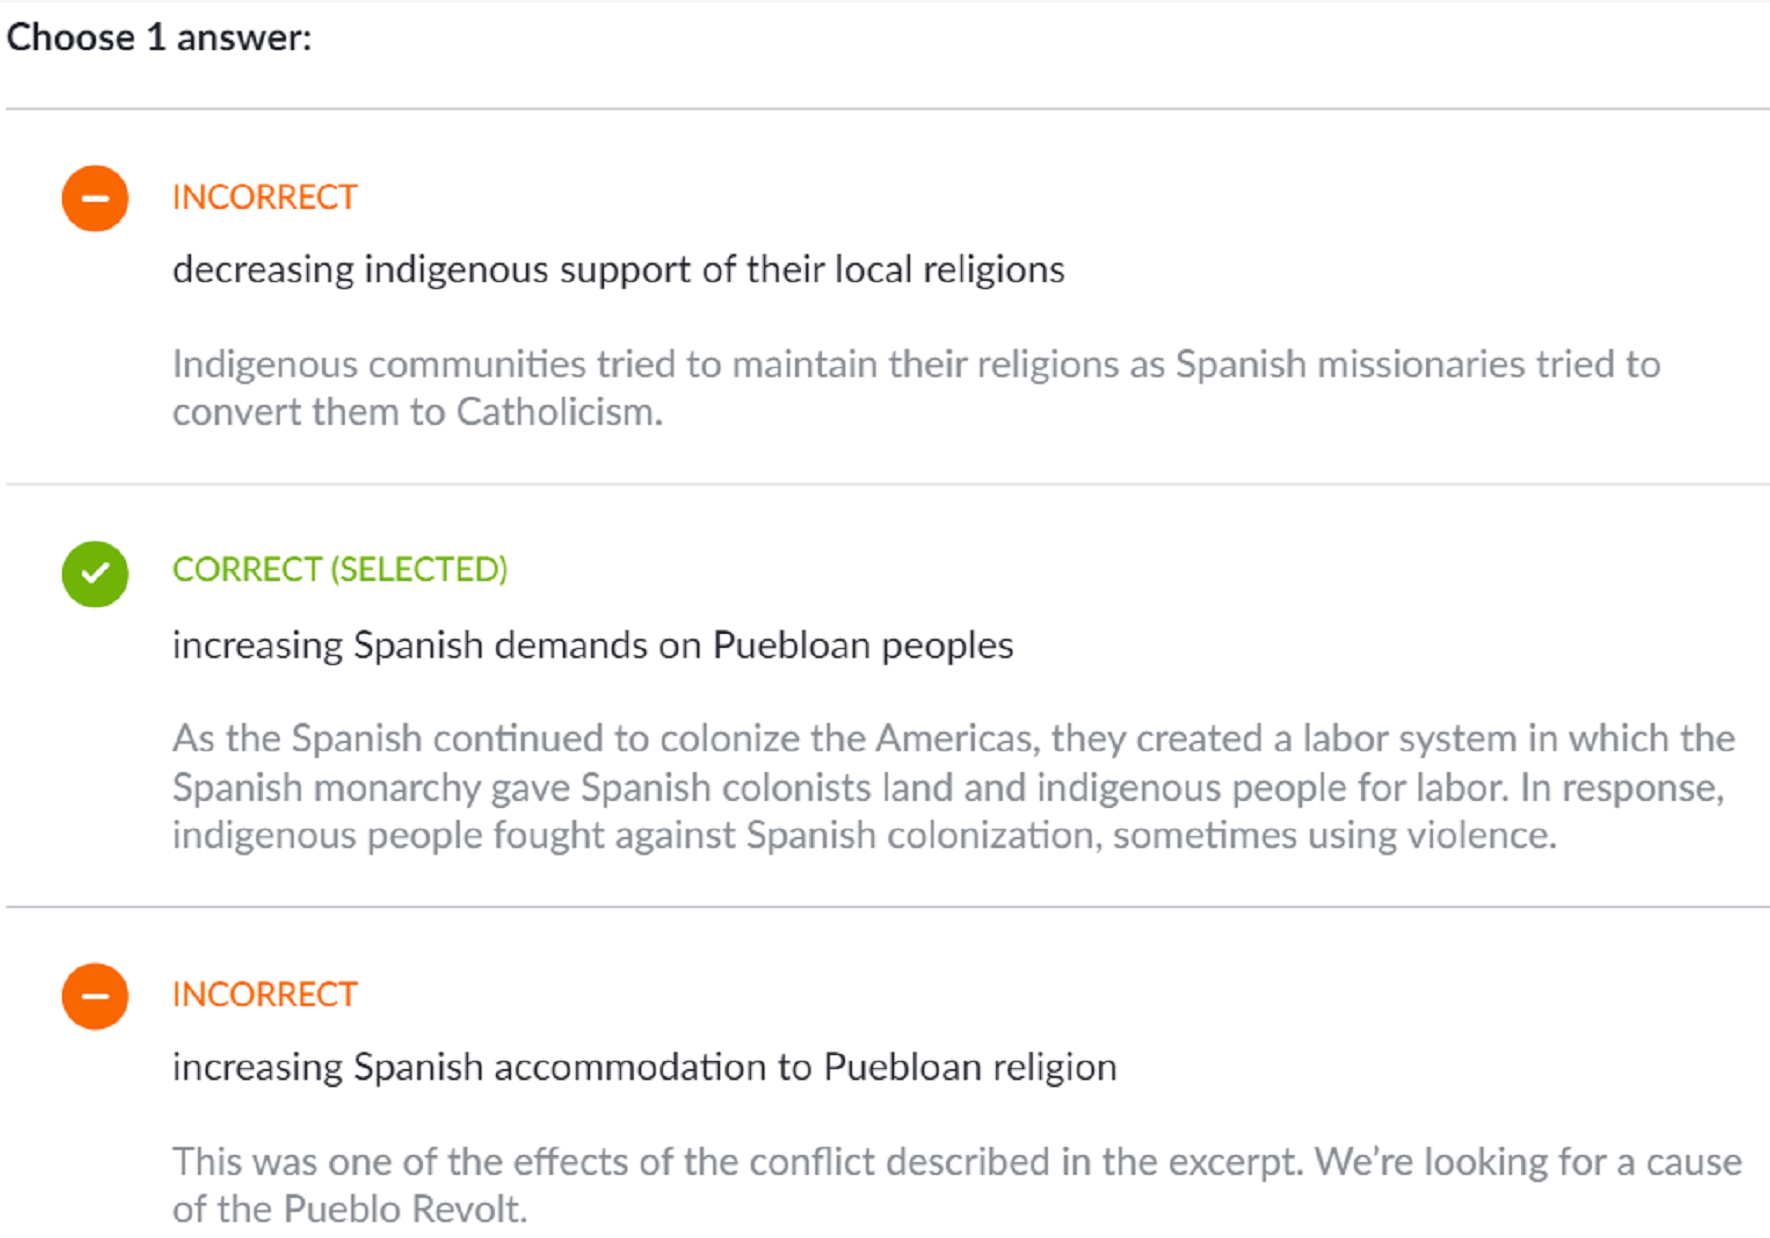 Choose 1 answer:
INCORRECT
decreasing indigenous support of their local religions
Indigenous communities tried to maintain their religions as Spanish missionaries tried to
convert them to Catholicism.
CORRECT (SELECTED)
increasing Spanish demands on Puebloan peoples
As the Spanish continued to colonize the Americas, they created a labor system in which the
Spanish monarchy gave Spanish colonists land and indigenous people for labor. In response,
indigenous people fought against Spanish colonization, sometimes using violence.
INCORRECT
increasing Spanish accommodation to Puebloan religion
This was one of the effects of the conflict described in the excerpt. We’re looking for a cause
of the Pueblo Revolt.